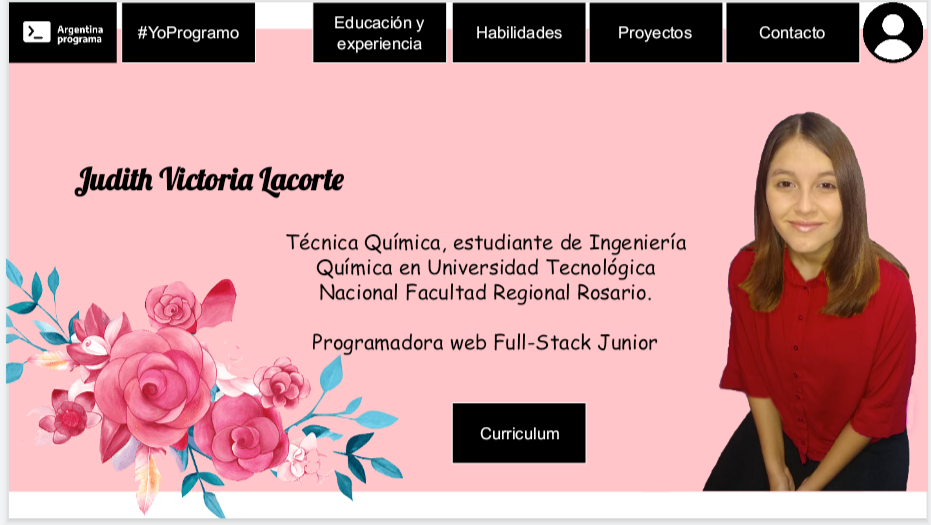 Argentina
programa
#YoProgramo
Educación y
experiencia
Habilidades
Proyectos
Contacto
Judith Victoria Lacorte
Técnica Química, estudiante de Ingeniería
Química en Universidad Tecnológica
Nacional Facultad Regional Rosario.
Programadora web Full-Stack Junior
Curriculum